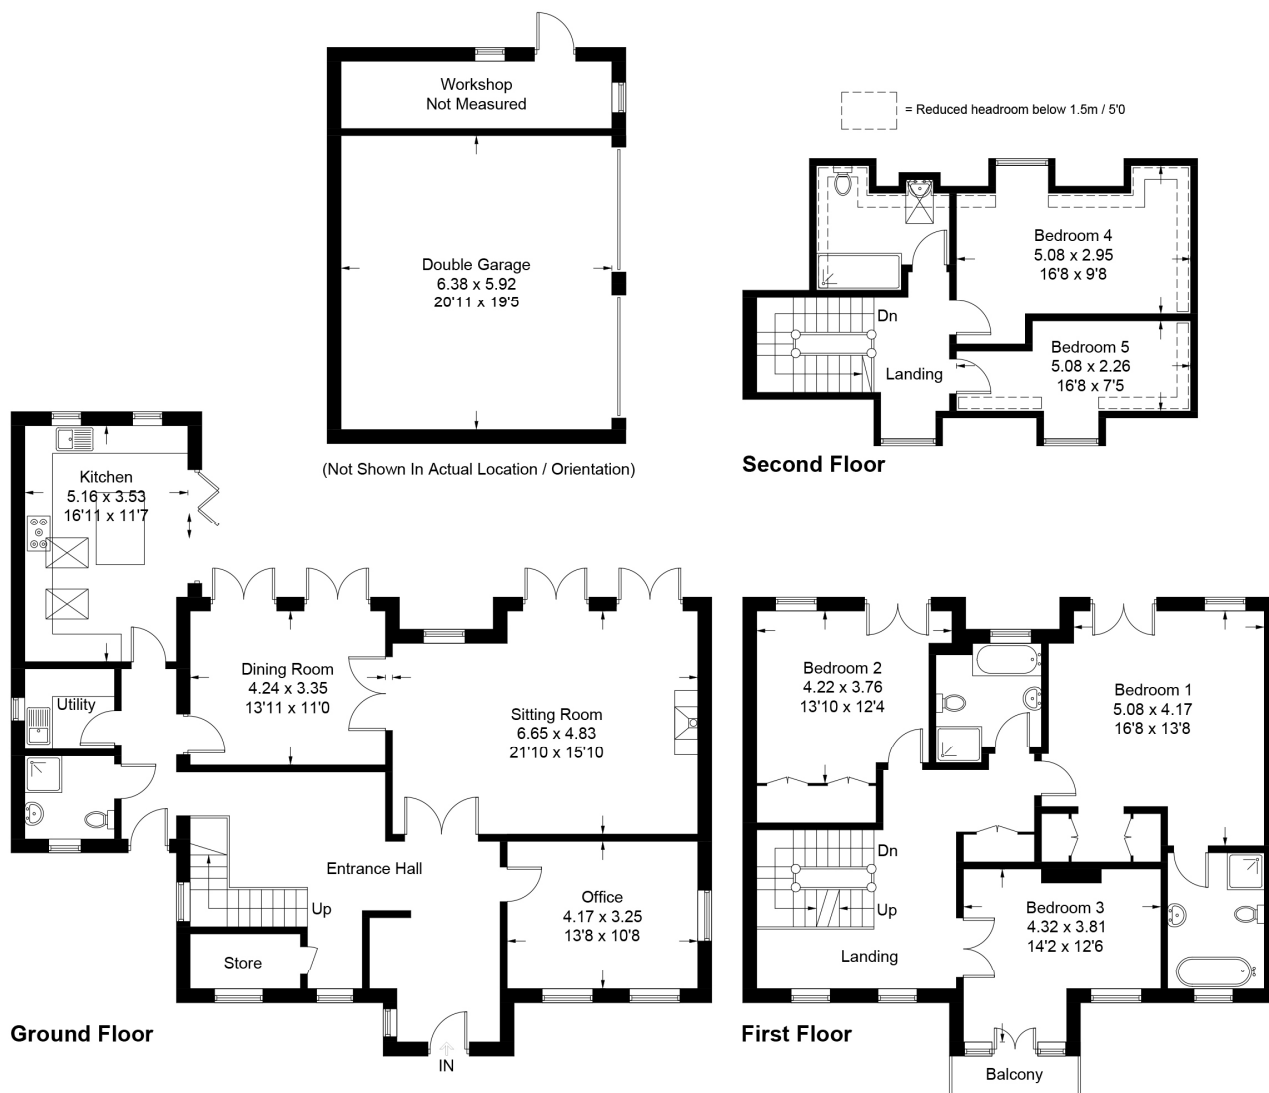 Workshop
Not Measured
= Reduced headroom below 1.5m / 5'0
Double Garage
6.38 x 5.92
20'11 x 19'5
(Not Shown In Actual Location / Orientation)
Bedroom 4
5.08 x 2.95
16'8 x 9'8
Dn
Bedroom 5
5.08 x 2.26
16'8 x 7'5
Landing
Second Floor
Kitchen
5.16 x 3.53
16'11 x 11'7
Utility
Dining Room
4.24 x 3.35
13'11 x 11'0
Sitting Room
6.65 x 4.83
21'10 x 15'10
Entrance Hall
Up
Office
4.17 x 3.25
13'8 x 10'8
Store
IN
Ground Floor
Bedroom 2
4.22 x 3.76
13'10 x 12'4
Bedroom 1
5.08 x 4.17
16'8 x 13'8
Dn
Up
Bedroom 3
4.32 x 3.81
14'2 x 12'6
Landing
First Floor
Balcony